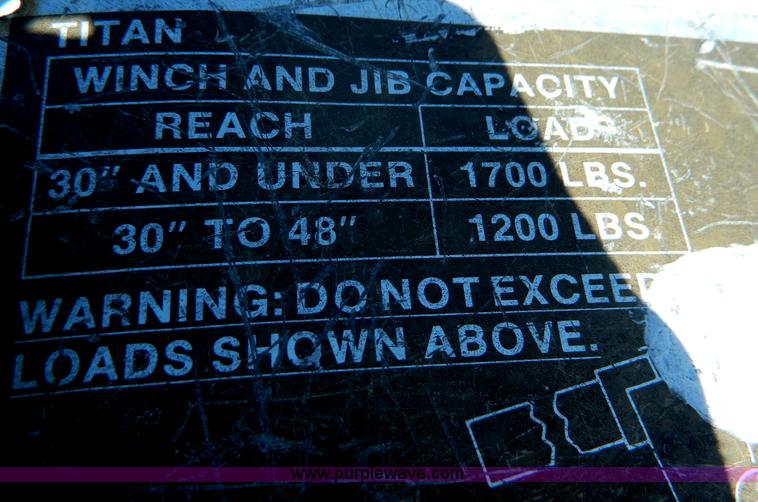 TITAN
WINCH AND JIB CAPACITY
REACH LOADS
30" AND UNDER 1700 LBS.
30" TO 48" 1200 LBS.
WARNING: DO NOT EXCEED
LOADS SHOWN ABOVE.
www.purplewave.com